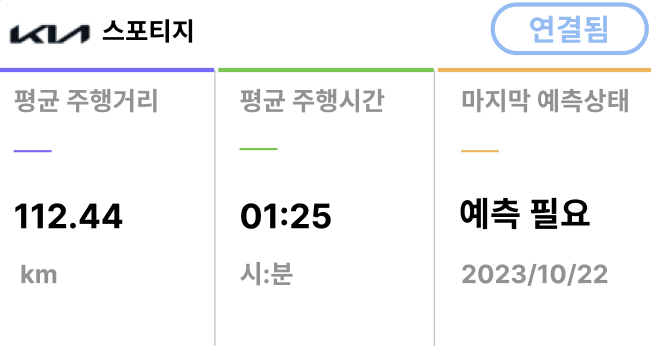 KIA 스포티지
연결됨
평균 주행거리
112.44
km
평균 주행시간
01:25
시:분
마지막 예측상태
예측 필요
2023/10/22